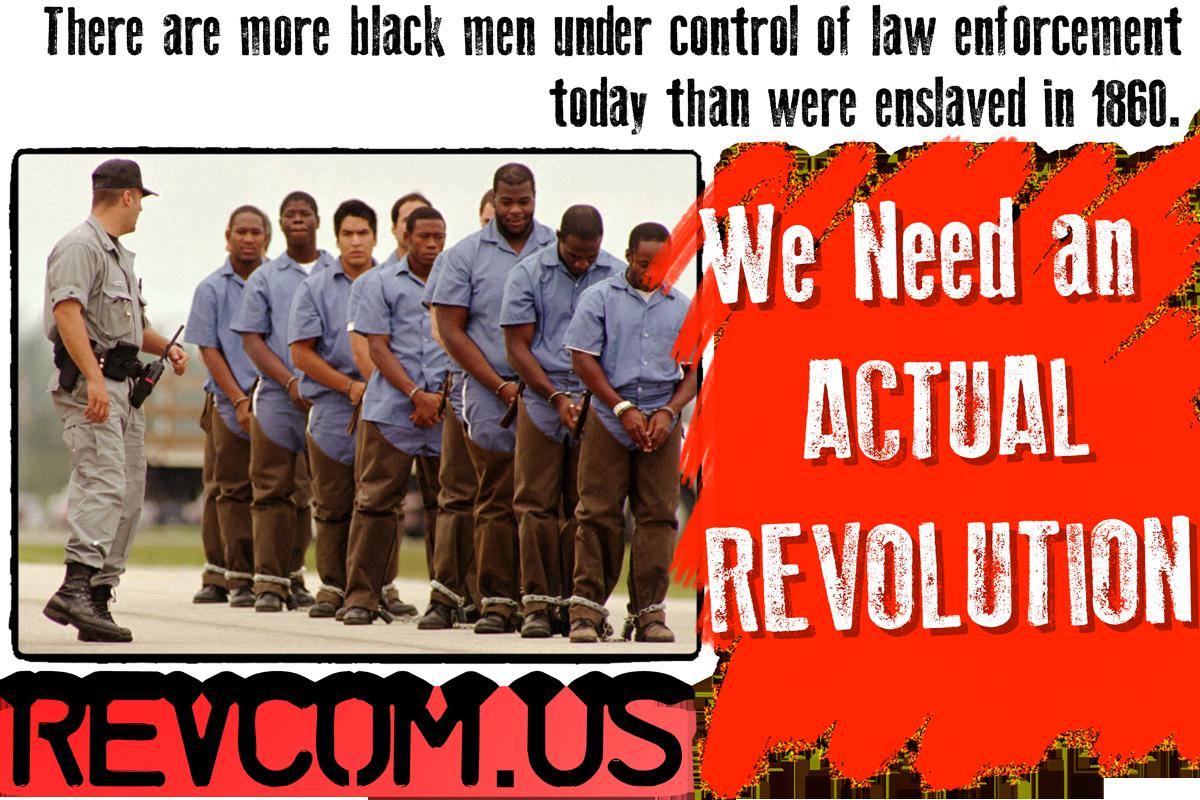 There are more black men under control of law enforcement
today than were enslaved in 1860.
We Need an
ACTUAL
REVOLUTION
REVCOM.US